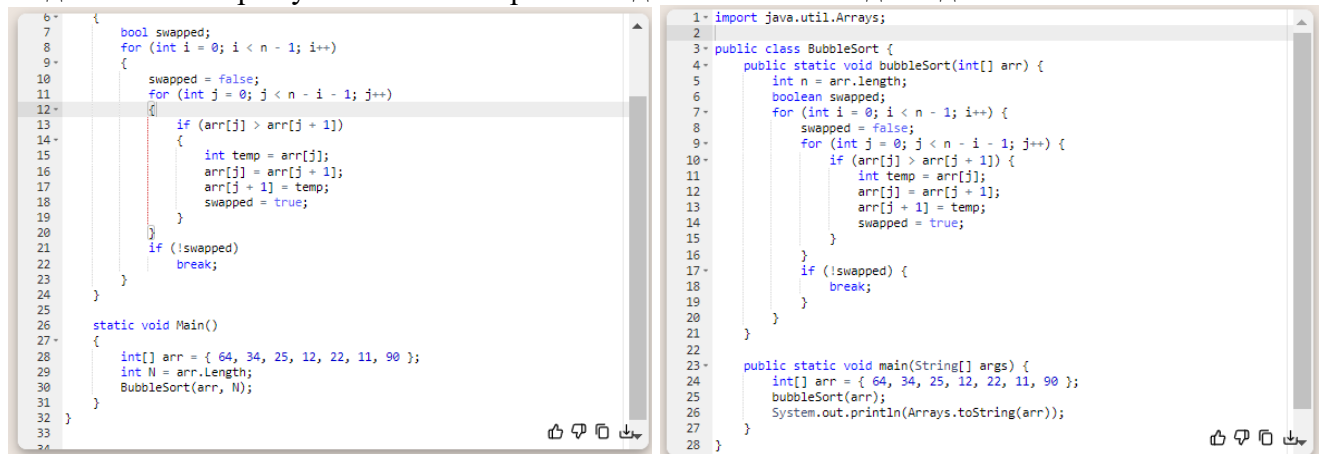 6 {
7 bool swapped;
8 for (int i = 0; i < n - 1; i++)
9 {
10 swapped = false;
11 for (int j = 0; j < n - i - 1; j++)
12 {
13 if (arr[j] > arr[j + 1])
14 {
15 int temp = arr[j];
16 arr[j] = arr[j + 1];
17 arr[j + 1] = temp;
18 swapped = true;
19 }
20 }
21 if (!swapped)
22 break;
23 }
24 }
25
26 static void Main()
27 {
28 int[] arr = { 64, 34, 25, 12, 22, 11, 90 };
29 int N = arr.Length;
30 BubbleSort(arr, N);
31 }
32 }
33
34
1 import java.util.Arrays;
2
3 public class BubbleSort {
4 public static void bubbleSort(int[] arr) {
5 int n = arr.length;
6 boolean swapped;
7 for (int i = 0; i < n - 1; i++) {
8 swapped = false;
9 for (int j = 0; j < n - i - 1; j++) {
10 if (arr[j] > arr[j + 1]) {
11 int temp = arr[j];
12 arr[j] = arr[j + 1];
13 arr[j + 1] = temp;
14 swapped = true;
15 }
16 }
17 if (!swapped) {
18 break;
19 }
20 }
21 }
22
23 public static void main(String[] args) {
24 int[] arr = { 64, 34, 25, 12, 22, 11, 90 };
25 bubbleSort(arr);
26 System.out.println(Arrays.toString(arr));
27 }
28 }